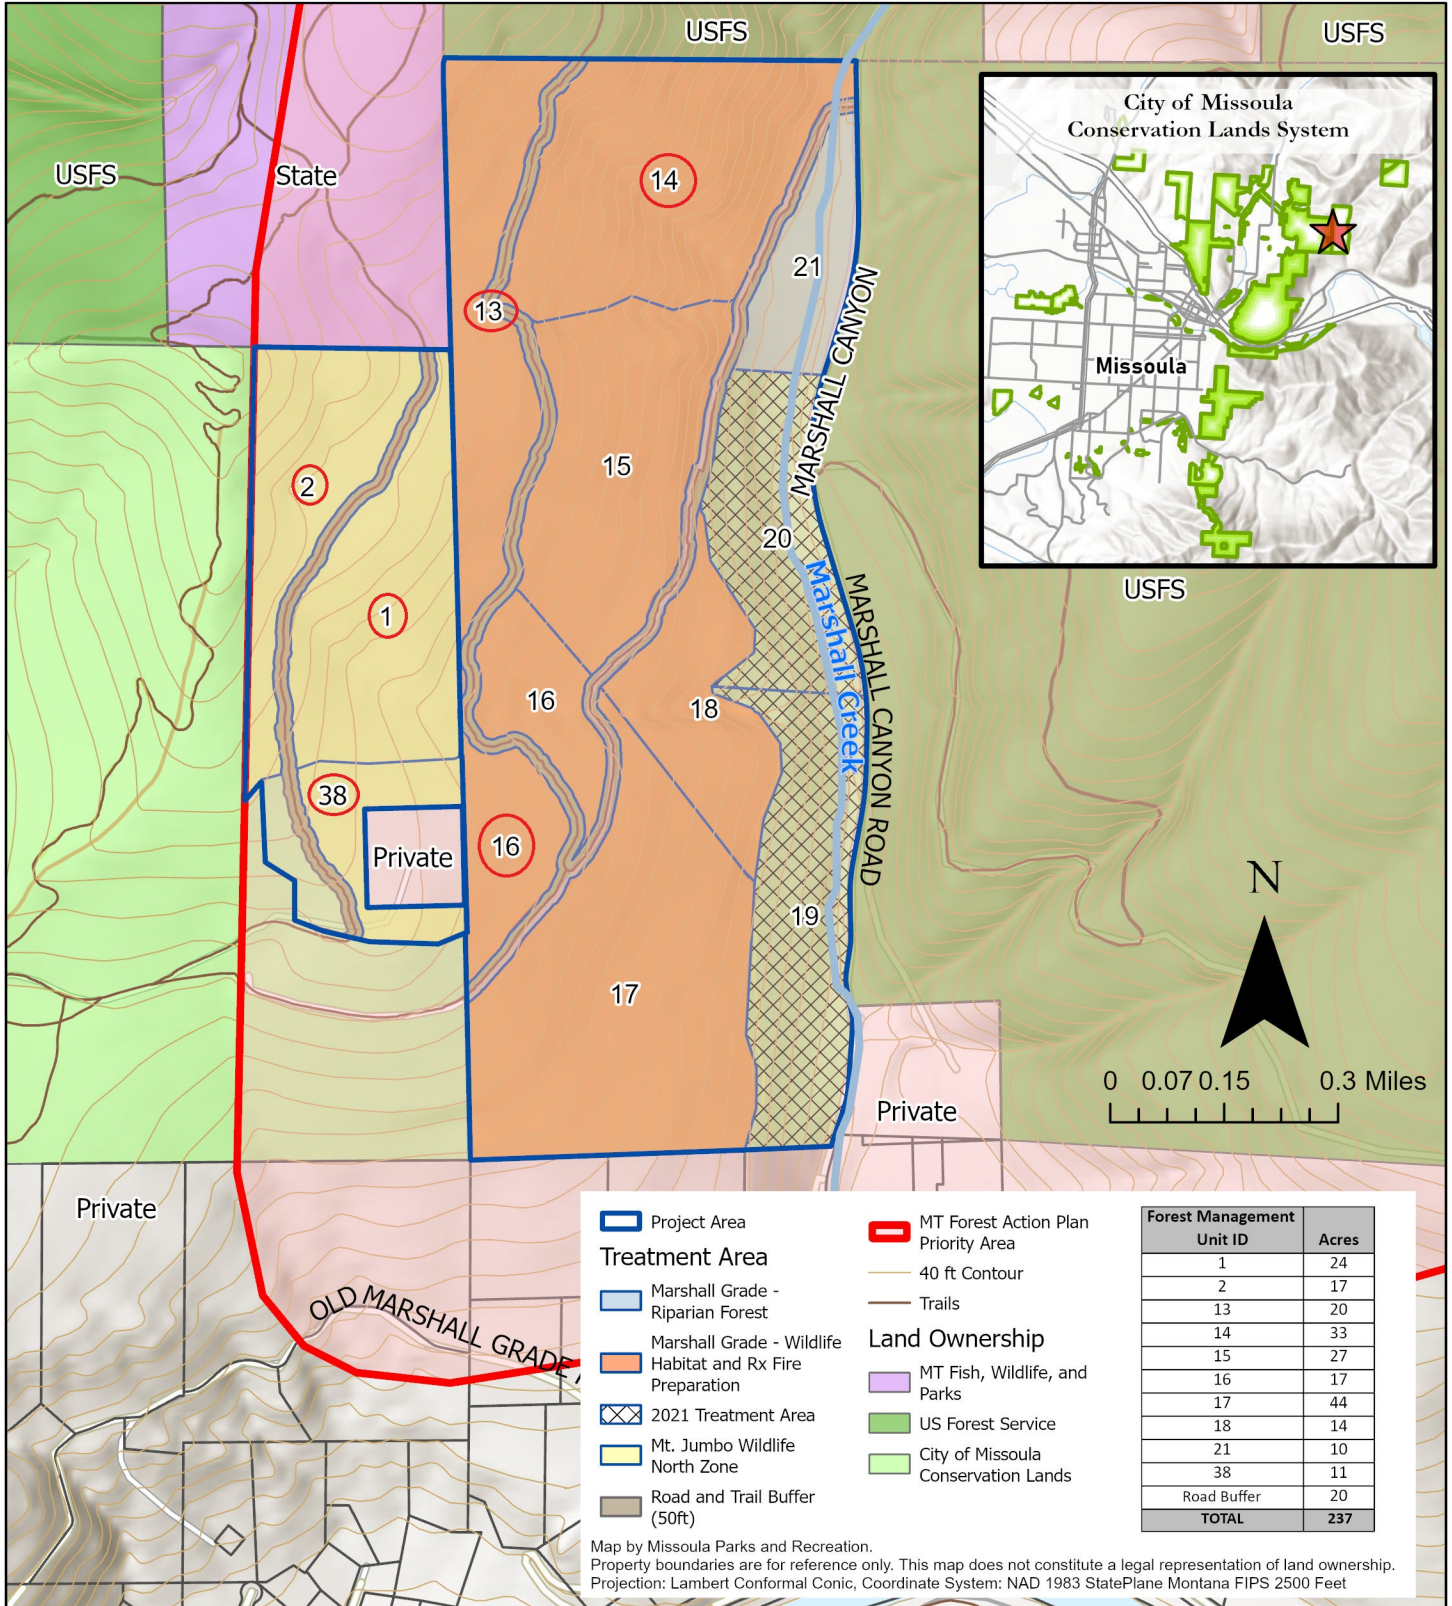 USFS
USFS
City of Missoula
Conservation Lands System
Missoula
USFS
State
14
21
13
MARSHALL CANYON
15
2
20
USFS
1
Marshall Creek
MARSHALL CANYON ROAD
16
18
38
Private
16
19
N
17
0 0.07 0.15 0.3 Miles
Private
Private
OLD MARSHALL GRADE
Project Area
Treatment Area
Marshall Grade -
Riparian Forest
Marshall Grade - Wildlife
Habitat and Rx Fire
Preparation
2021 Treatment Area
Mt. Jumbo Wildlife
North Zone
Road and Trail Buffer
(50ft)
MT Forest Action Plan
Priority Area
40 ft Contour
Trails
Land Ownership
MT Fish, Wildlife, and
Parks
US Forest Service
City of Missoula
Conservation Lands
Forest Management
Unit ID Acres
1 24
2 17
13 20
14 33
15 27
16 17
17 44
18 14
21 10
38 11
Road Buffer 20
TOTAL 237
Map by Missoula Parks and Recreation.
Property boundaries are for reference only. This map does not constitute a legal representation of land ownership.
Projection: Lambert Conformal Conic, Coordinate System: NAD 1983 StatePlane Montana FIPS 2500 Feet